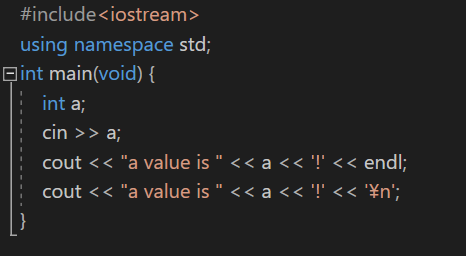 #include<iostream>
using namespace std;
int main(void) {
int a;
cin >> a;
cout << "a value is " << a << '!' << endl;
cout << "a value is " << a << '!' << '¥n';
}